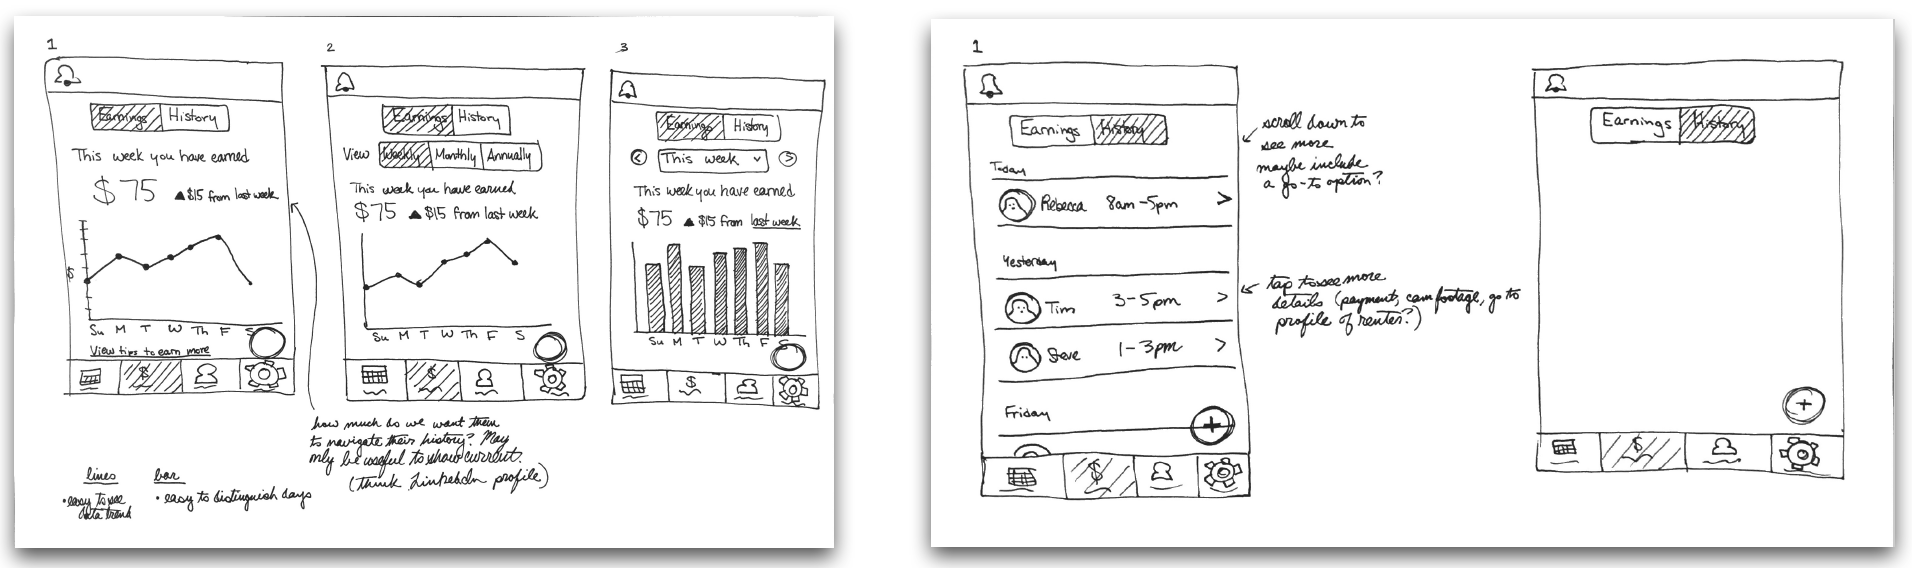 1
Earnings History
This week you have earned
$75 ▲$15 from last week
$
Su M T W Th F S
View tips to earn more
$
2
Earnings History
View Weekly Monthly Annually
This week you have earned
$75 ▲ $15 from last week
Su M T W Th F S
$
3
Earnings History
< This week >
This week you have earned
$75 ▲ $15 from last week
Su M T W Th F S
$
how much do we want them
to navigate their history? May
only be useful to show current.
(Think LinkedIn profile)
lines
• easy to see
data trend
bar
• easy to distinguish days
1
Earnings History
Today
Rebecca 8am-5pm >
Yesterday
Tim 3-5pm >
Steve 1-3pm >
Friday
+
$
scroll down to
see more
maybe include
a go-to option?
tap to see more
details (payment, cam footage, go to
profile of renter?)
Earnings History
+
$